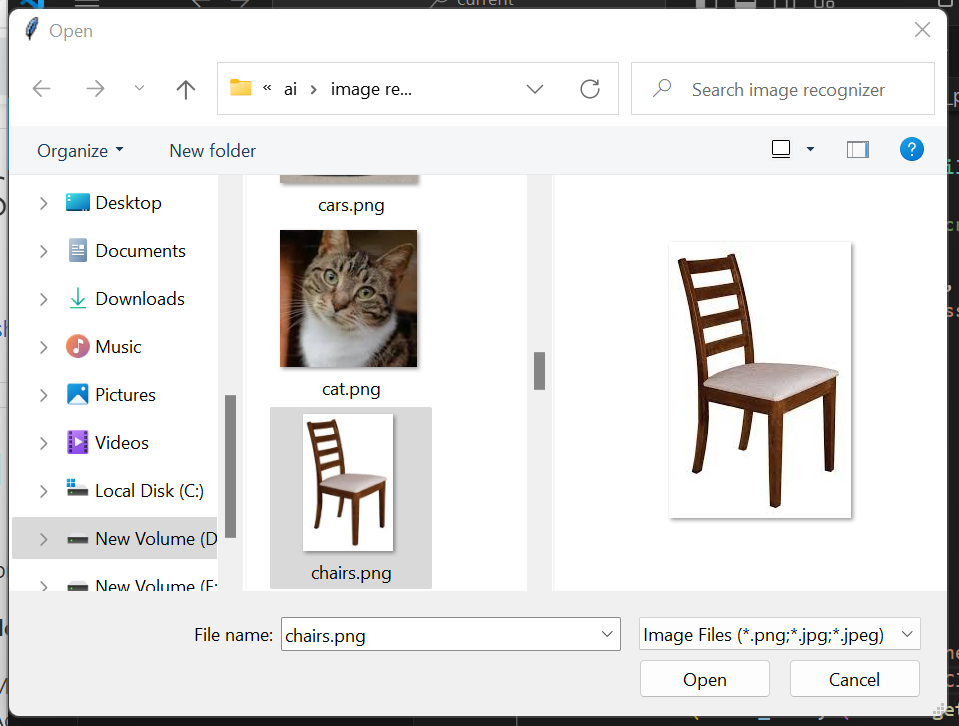 current
Open
« ai > image re...
Search image recognizer
Organize
New folder
?
Desktop
Documents
Downloads
Music
Pictures
Videos
Local Disk (C:)
New Volume (D
New Volume (E:
cars.png
cat.png
chairs.png
File name:
chairs.png
Image Files (*.png;*.jpg;*.jpeg)
Open
Cancel